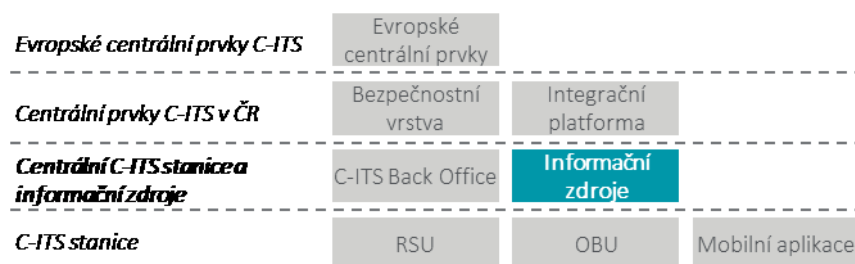 Evropské centrální prvky C-ITS
Evropské
centrální prvky
Centrální prvky C-ITS v ČR
Bezpečnostní
vrstva
Integrační
platforma
Centrální C-ITS stanice a
informační zdroje
C-ITS Back Office
Informační
zdroje
C-ITS stanice
RSU
OBU
Mobilní aplikace